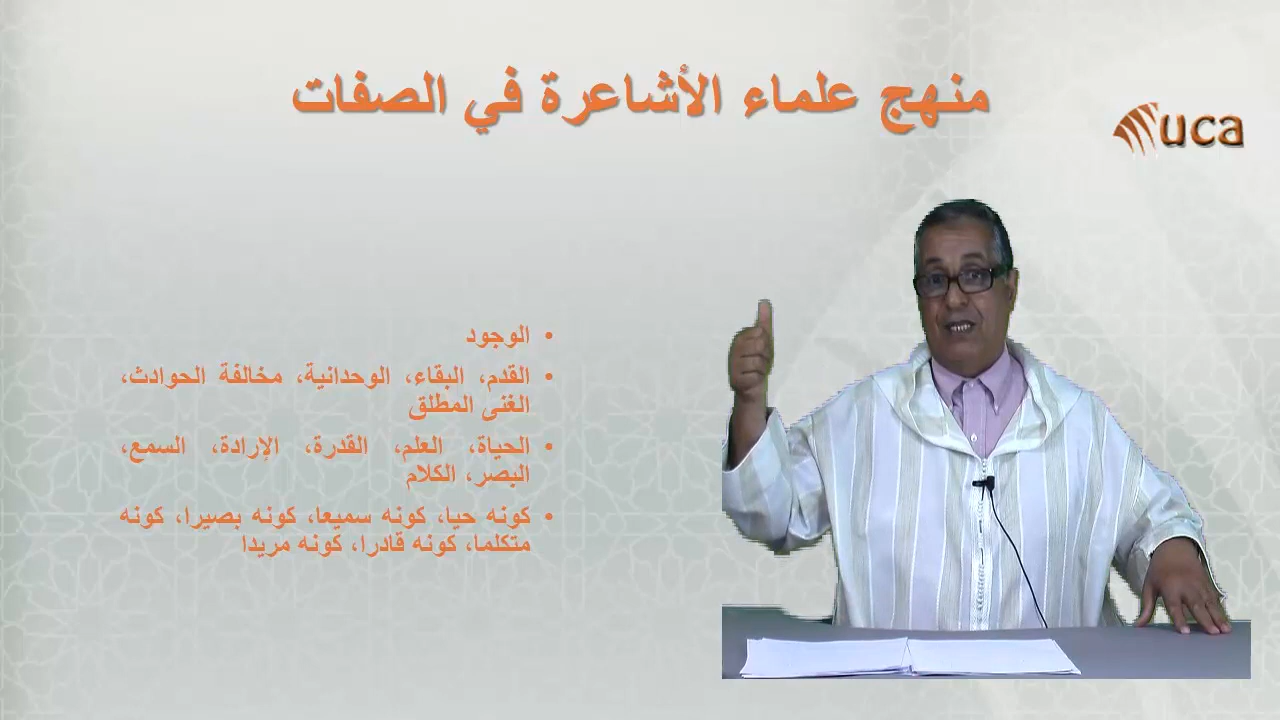 منهج علماء الأشاعرة في الصفات
uca
• الوجود
• القدم، البقاء، الوحدانية، مخالفة الحوادث،
الغنى المطلق
• الحياة، العلم، القدرة، الإرادة، السمع،
البصر، الكلام
• كونه حيا، كونه سميعا، كونه بصيرا، كونه
متكلما، كونه قادرا، كونه مريدا